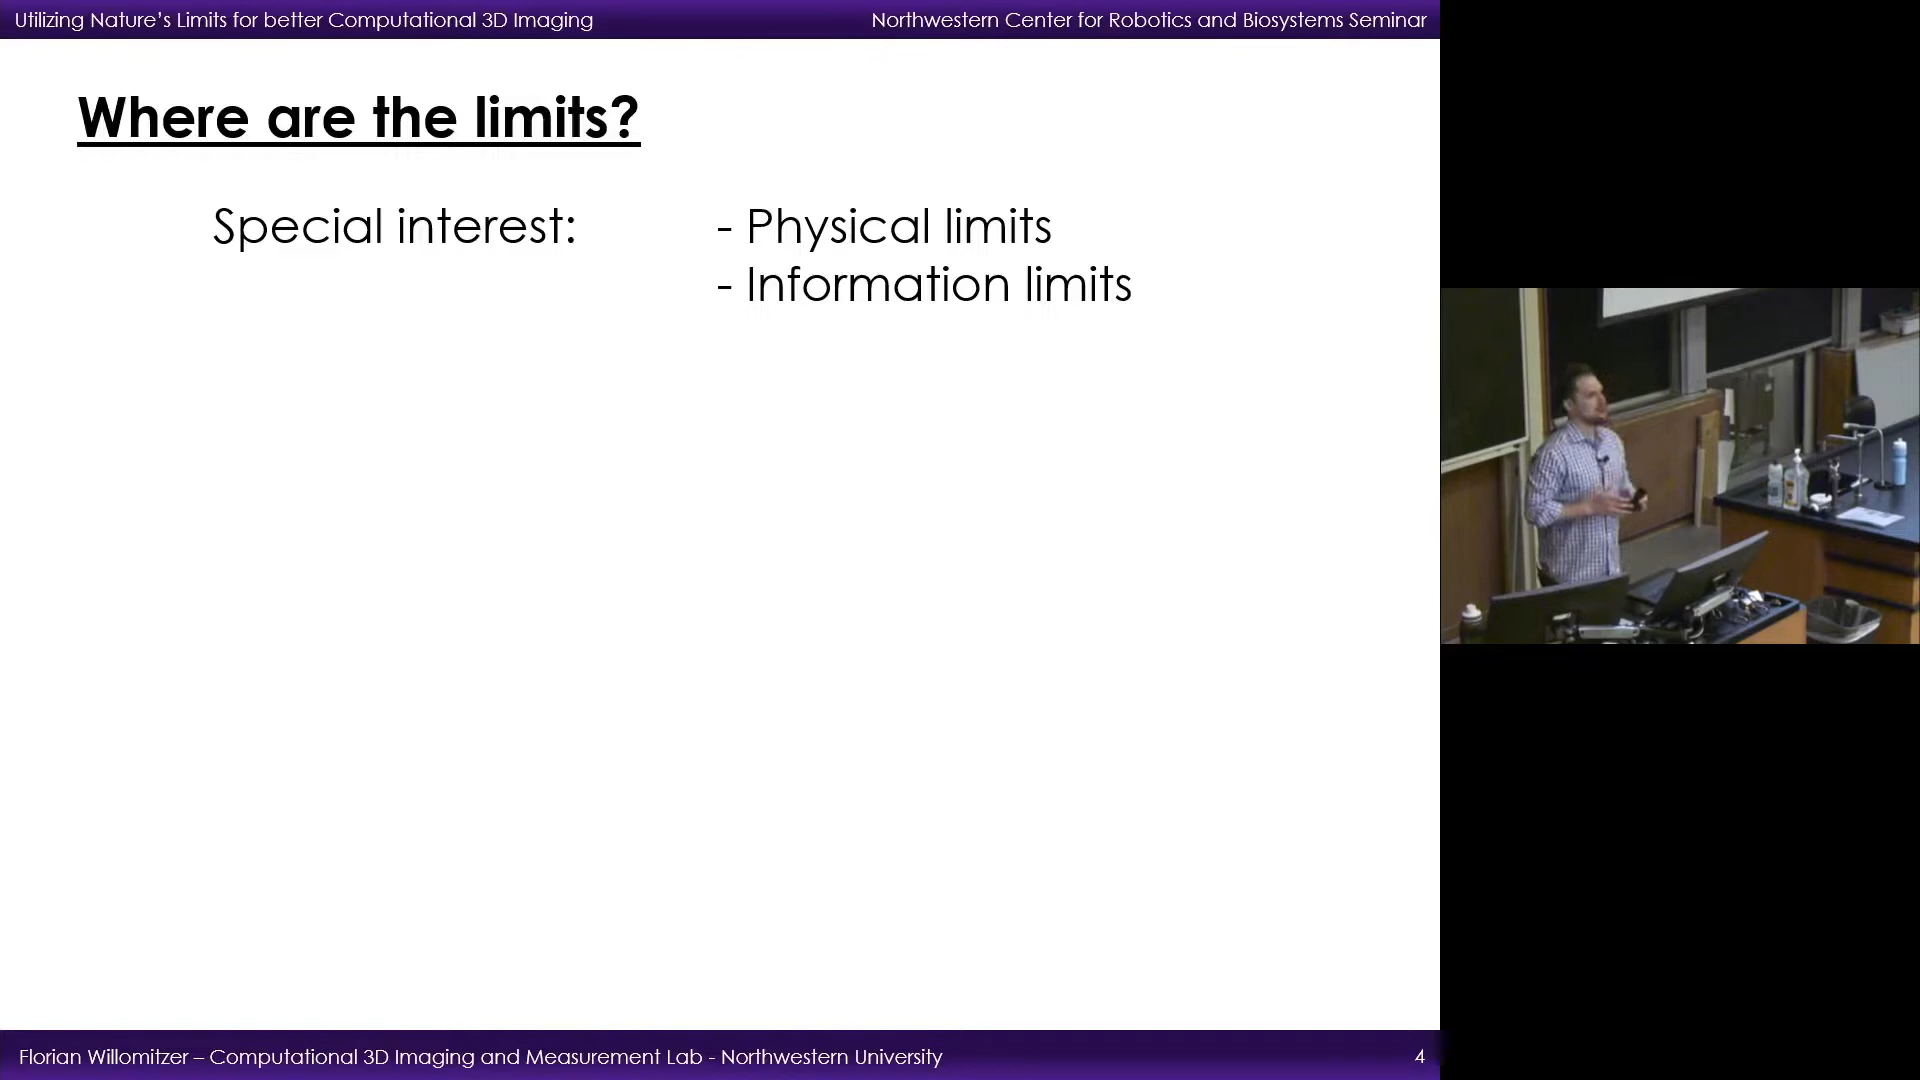 Utilizing Nature’s Limits for better Computational 3D Imaging
Northwestern Center for Robotics and Biosystems Seminar
Where are the limits?
Special interest:
- Physical limits
- Information limits
Florian Willomitzer – Computational 3D Imaging and Measurement Lab - Northwestern University
4